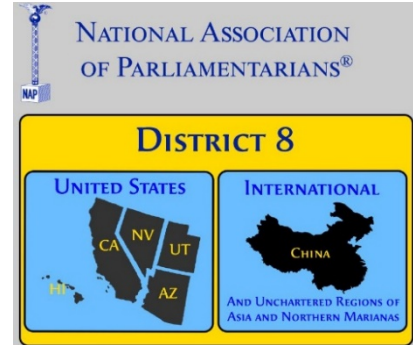 NATIONAL ASSOCIATION
OF PARLIAMENTARIANS®
NAP
DISTRICT 8
UNITED STATES
CA
NV
UT
AZ
HI
INTERNATIONAL
CHINA
AND UNCHARTERED REGIONS OF
ASIA AND NORTHERN MARIANAS